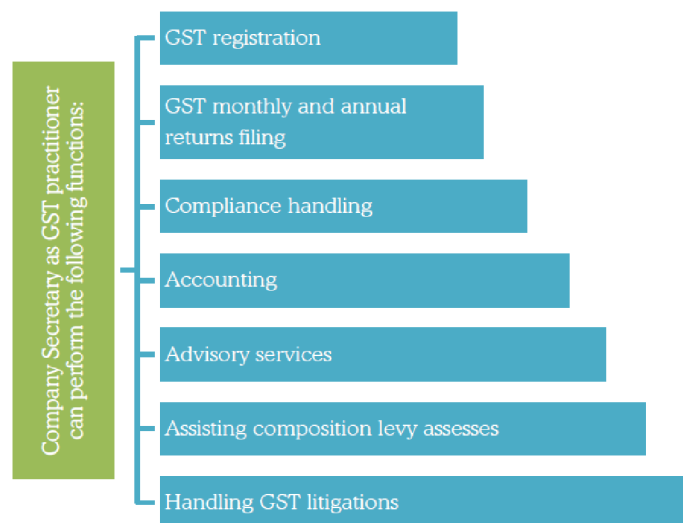 Company Secretary as GST practitioner
can perform the following functions:
GST registration
GST monthly and annual
returns filing
Compliance handling
Accounting
Advisory services
Assisting composition levy assesses
Handling GST litigations